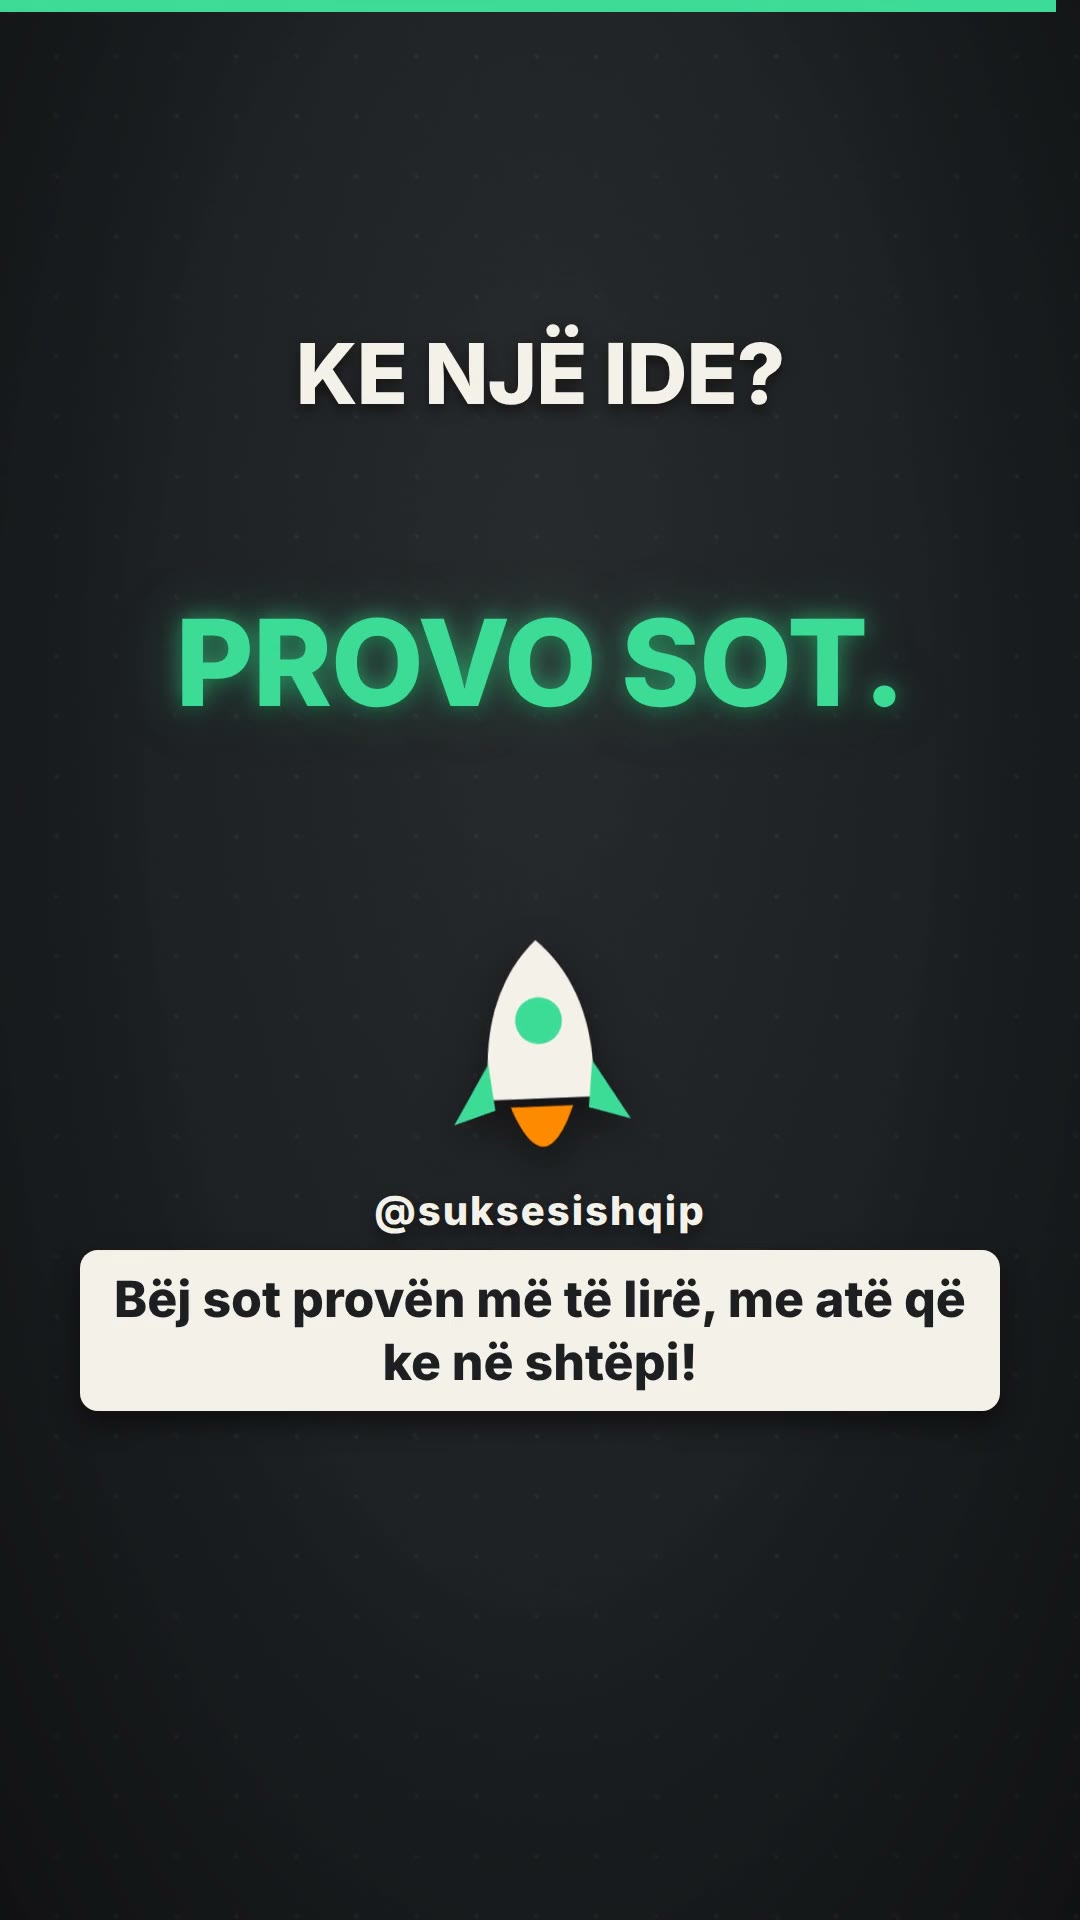 KE NJË IDE?
PROVO SOT.
@suksesishqip
Bëj sot provën më të lirë, me atë që
ke në shtëpi!